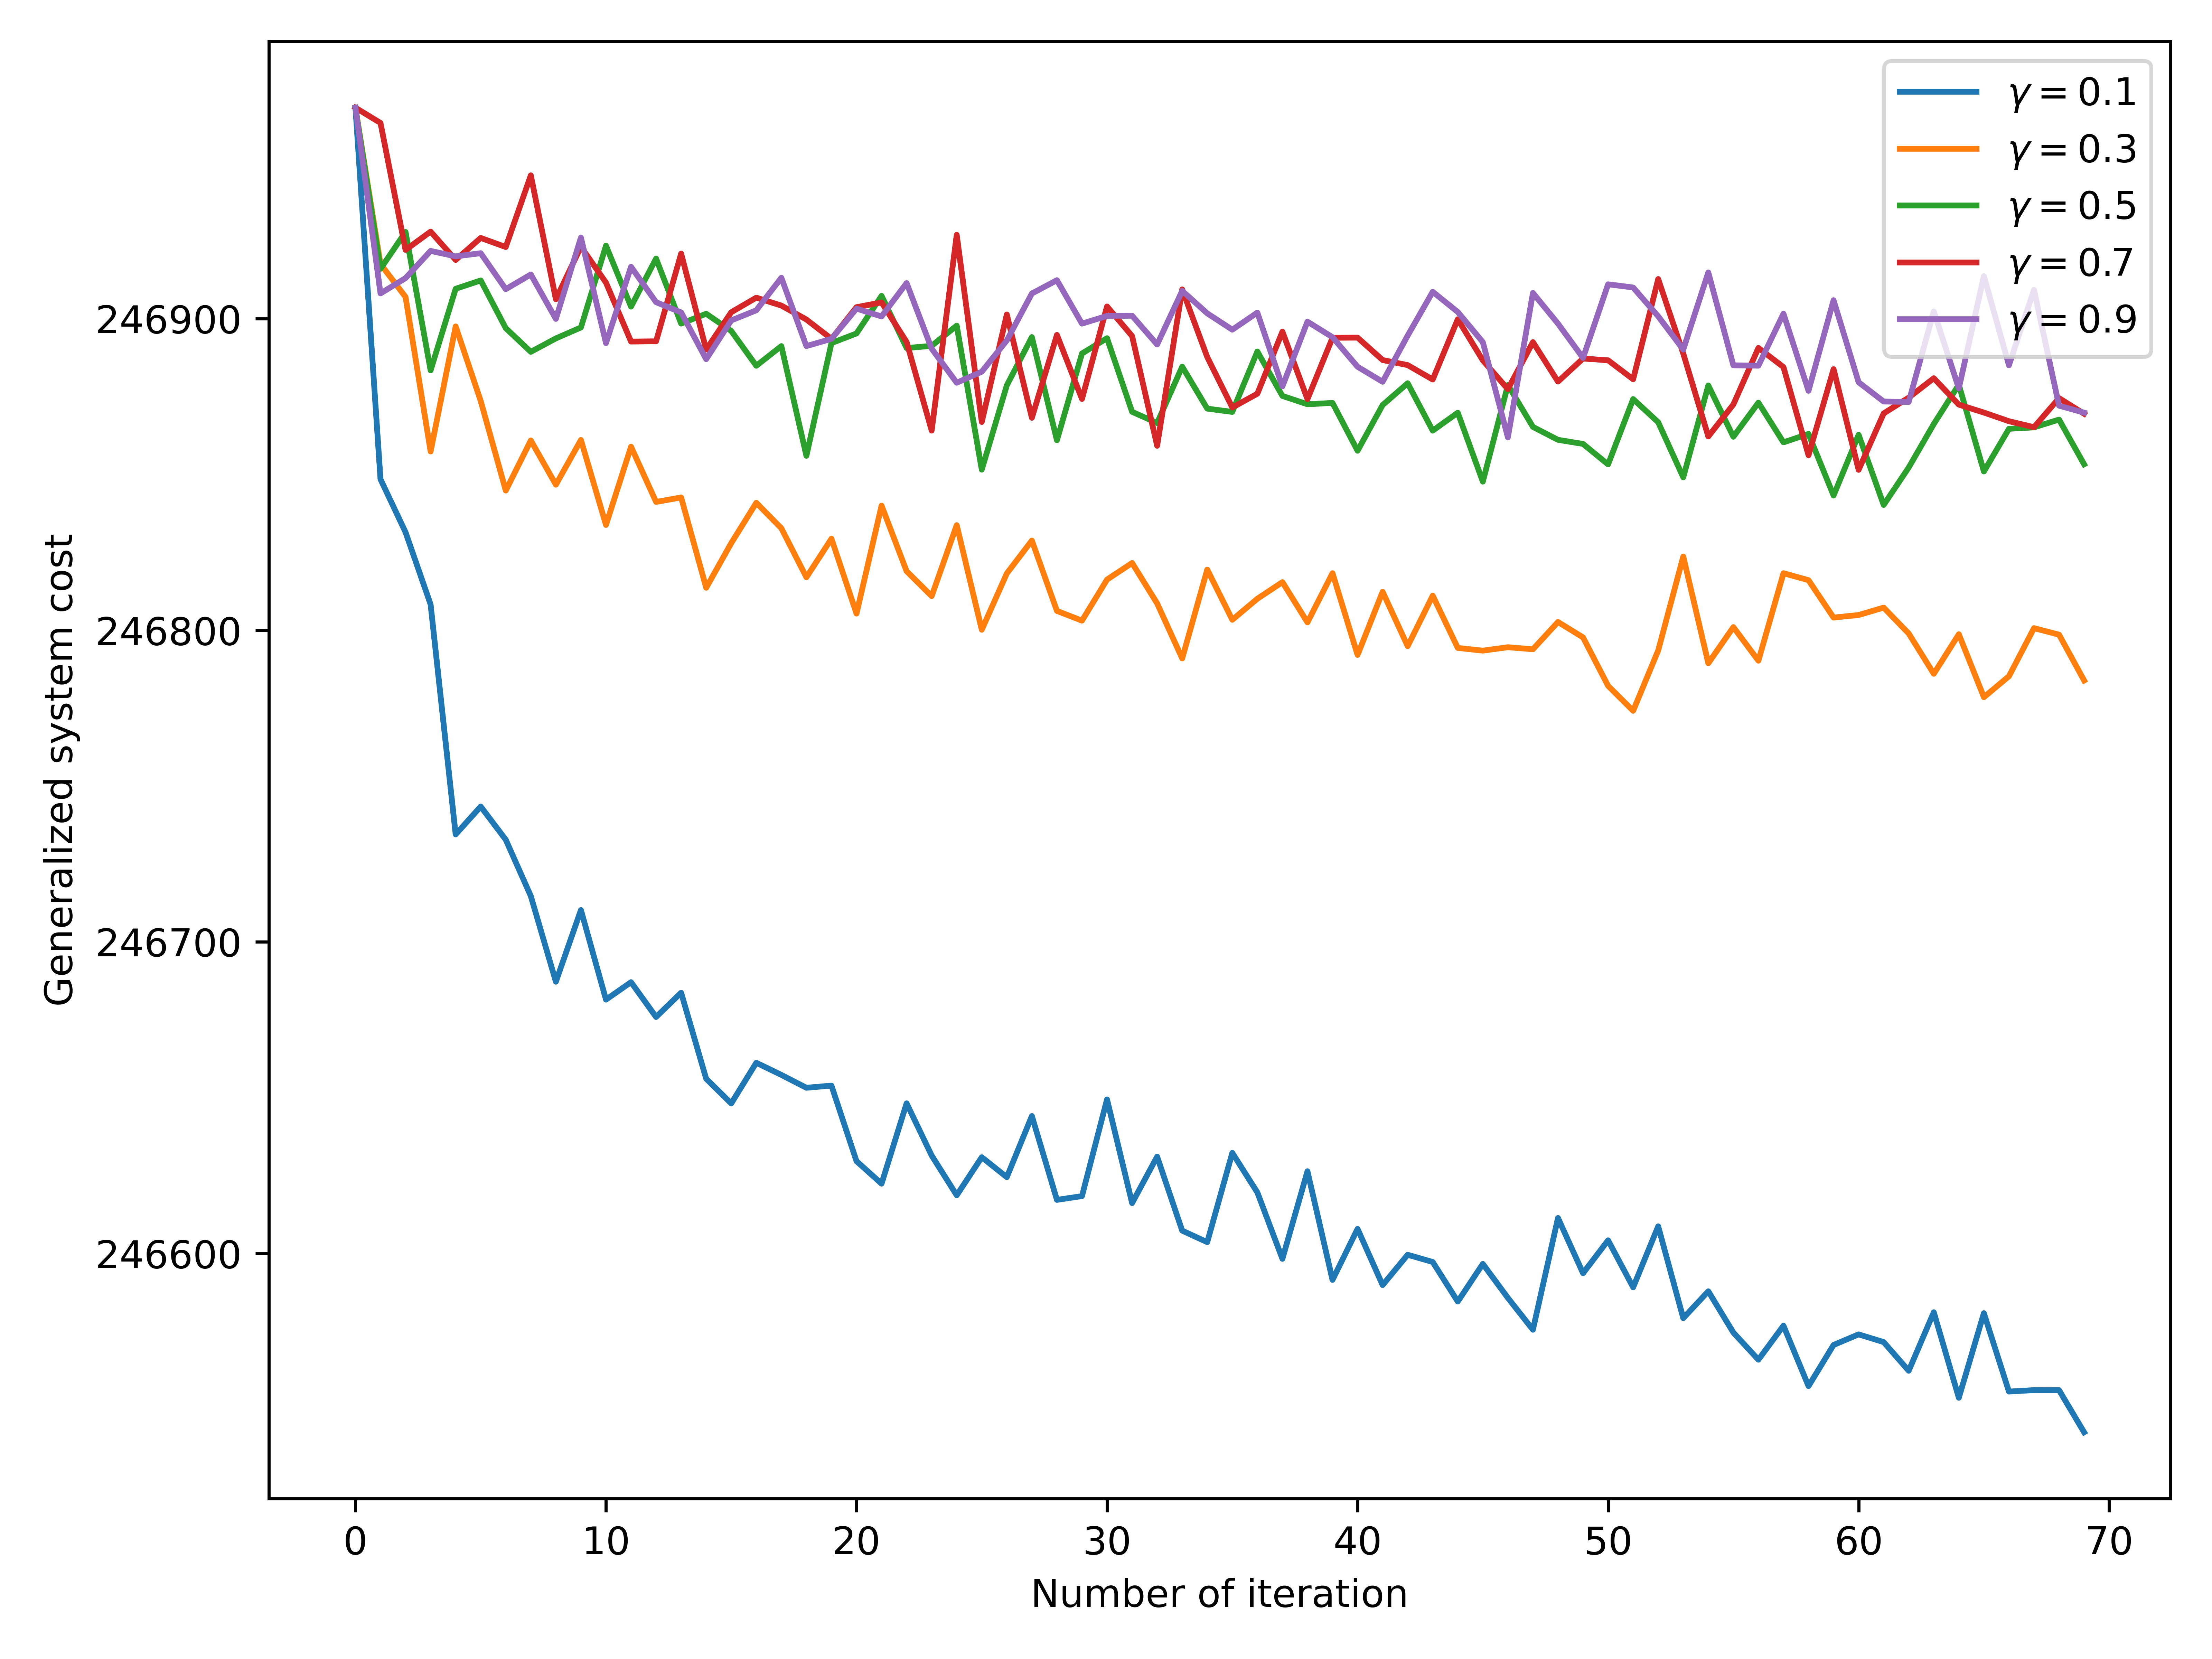 γ = 0.1
γ = 0.3
γ = 0.5
γ = 0.7
γ = 0.9
246900
246800
246700
246600
Generalized system cost
0 10 20 30 40 50 60 70
Number of iteration